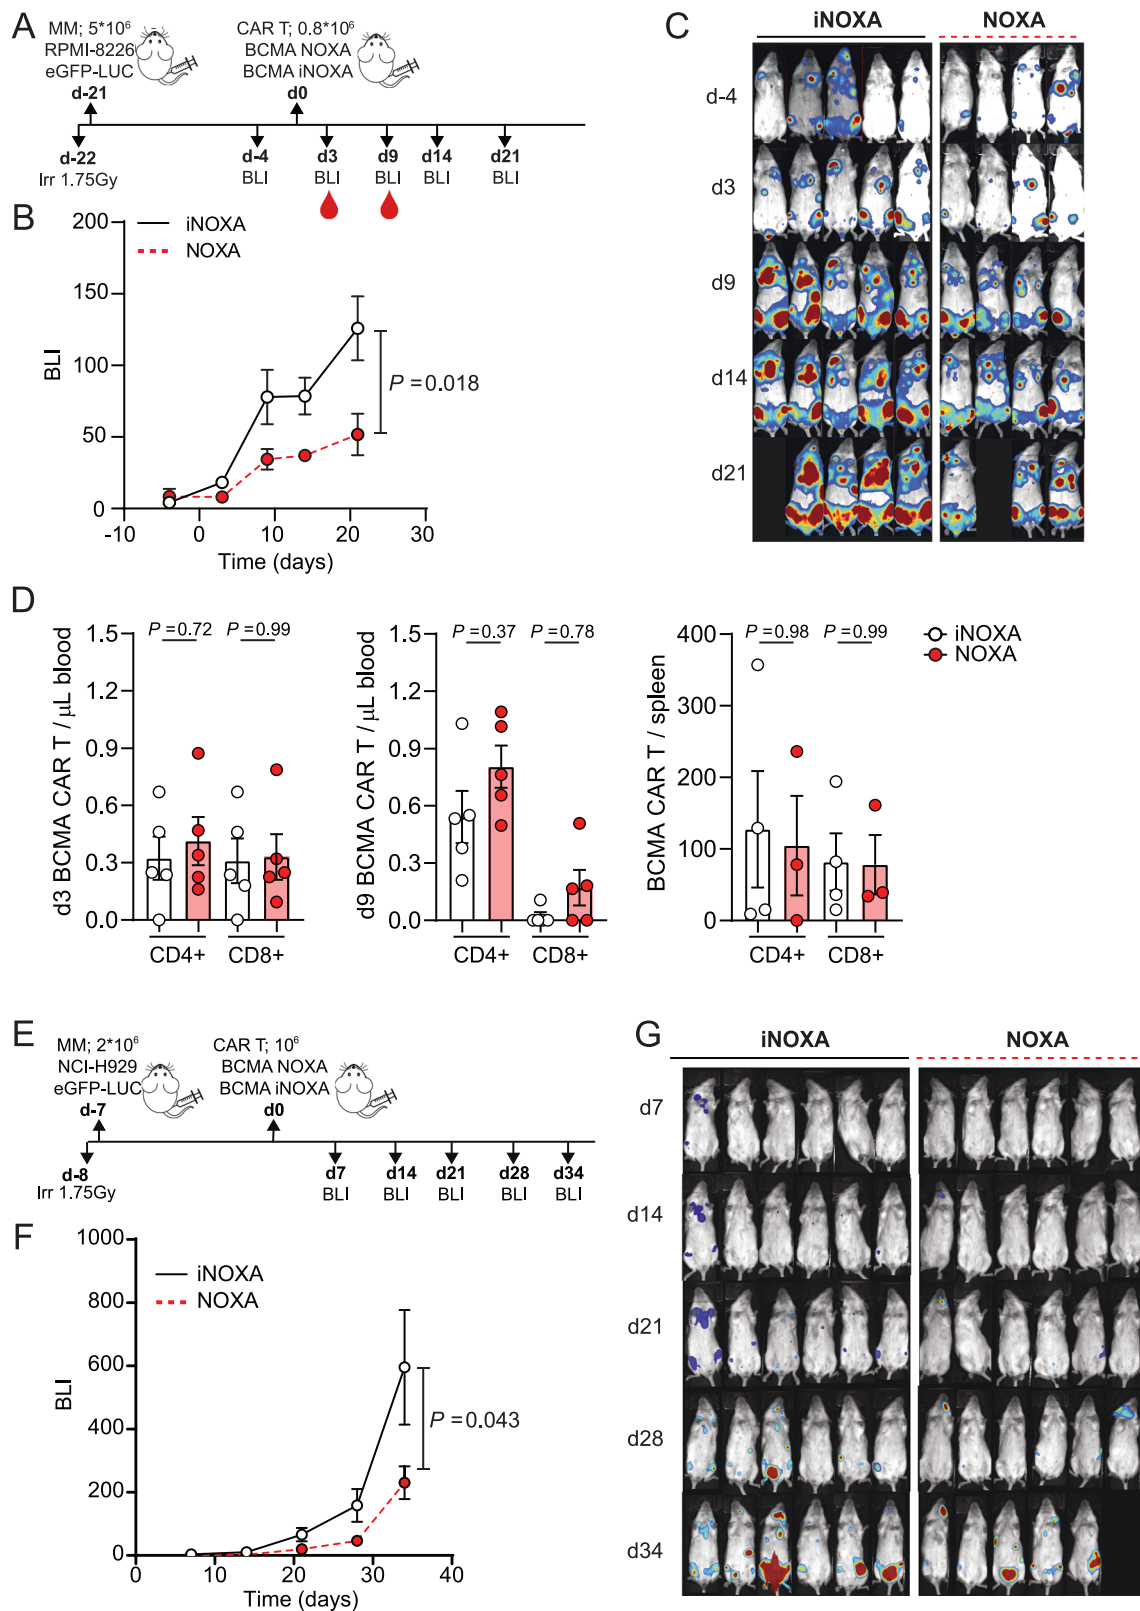 A
MM; 5*10⁶
RPMI-8226
eGFP-LUC
d-21
CAR T; 0.8*10⁶
BCMA NOXA
BCMA iNOXA
d0
d-22
Irr 1.75Gy
d-4
BLI
d3
BLI
d9
BLI
d14
BLI
d21
BLI
B
iNOXA
NOXA
200
150
100
50
0
BLI
P = 0.018
-10
0
10
20
30
Time (days)
C
iNOXA
NOXA
d-4
d3
d9
d14
d21
D
d3 BCMA CAR T / μL blood
1.5
1.2
0.9
0.6
0.3
0.0
P = 0.72
P = 0.99
CD4+
CD8+
d9 BCMA CAR T / μL blood
1.5
1.2
0.9
0.6
0.3
0.0
P = 0.37
P = 0.78
CD4+
CD8+
BCMA CAR T / spleen
400
300
200
100
0
P = 0.98
P = 0.99
CD4+
CD8+
iNOXA
NOXA
E
MM; 2*10⁶
NCI-H929
eGFP-LUC
d-7
CAR T; 10⁶
BCMA NOXA
BCMA iNOXA
d0
d-8
Irr 1.75Gy
d7
BLI
d14
BLI
d21
BLI
d28
BLI
d34
BLI
F
iNOXA
NOXA
1000
800
600
400
200
0
BLI
P = 0.043
0
10
20
30
40
Time (days)
G
iNOXA
NOXA
d7
d14
d21
d28
d34